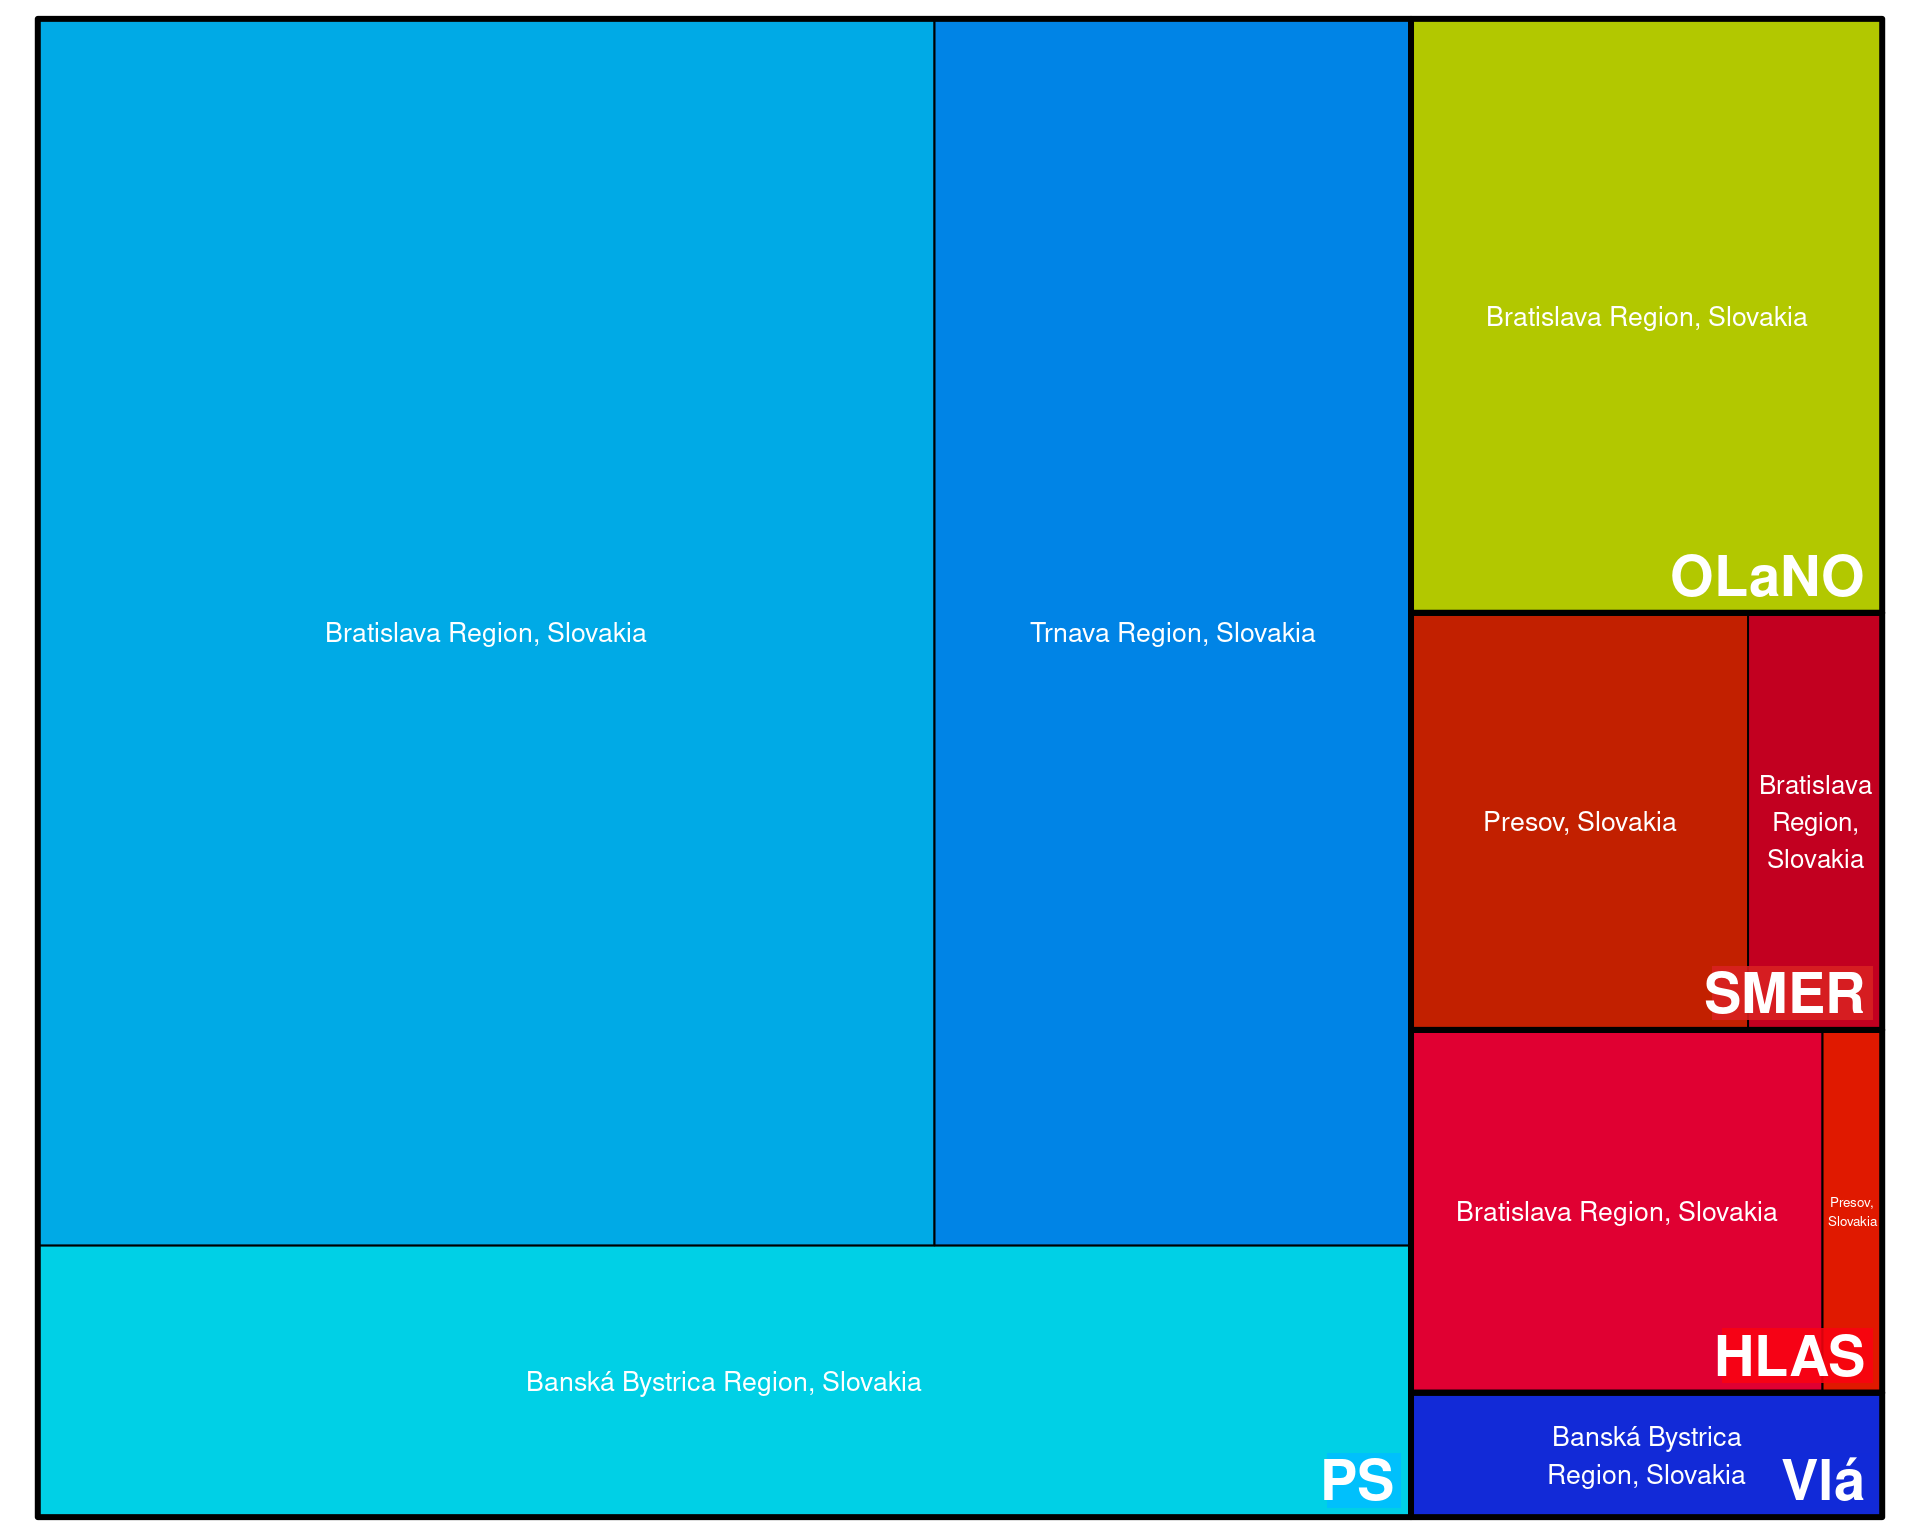 Bratislava Region, Slovakia
Trnava Region, Slovakia
Banská Bystrica Region, Slovakia
PS
Bratislava Region, Slovakia
OLaNO
Presov, Slovakia
Bratislava
Region,
Slovakia
SMER
Bratislava Region, Slovakia
Presov,
Slovakia
HLAS
Banská Bystrica
Region, Slovakia
Vlá